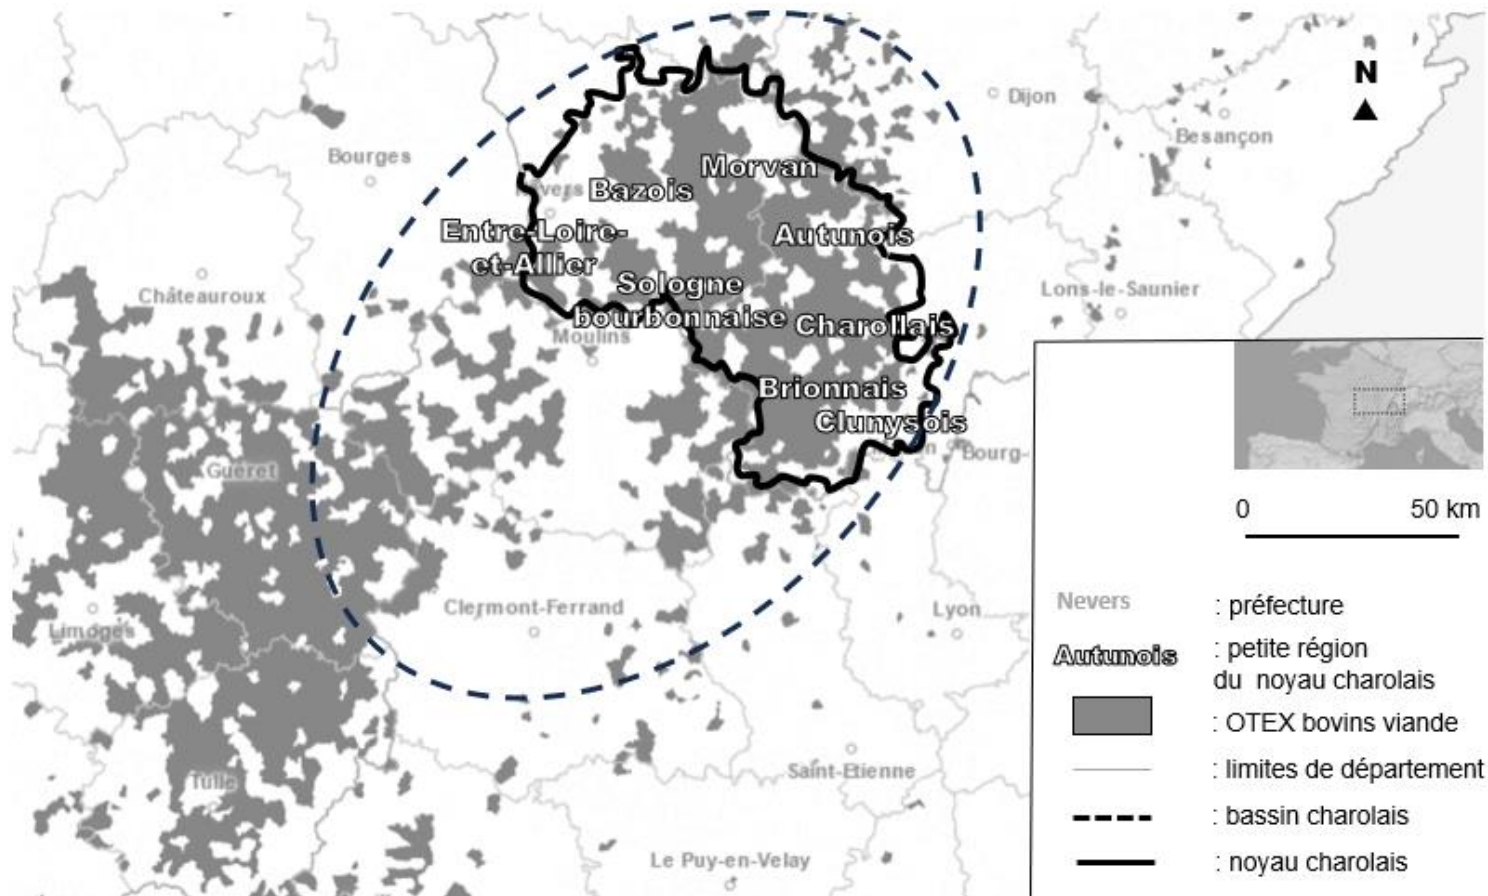 N
Dijon
Besançon
Bourges
Morvan
vers
Bazois
Entre-Loire-
et-Allier
Autunois
Sologne
bourbonnaise
Châteauroux
Lons-le-Saunier
Charollais
Moulins
Brionnais
Clunysois
Bourg-
Guéret
0 50 km
Clermont-Ferrand
Lyon
Limoges
Nevers : préfecture
Autunois : petite région
du noyau charolais
: OTEX bovins viande
: limites de département
: bassin charolais
: noyau charolais
Tulle
Saint-Etienne
Le Puy-en-Velay